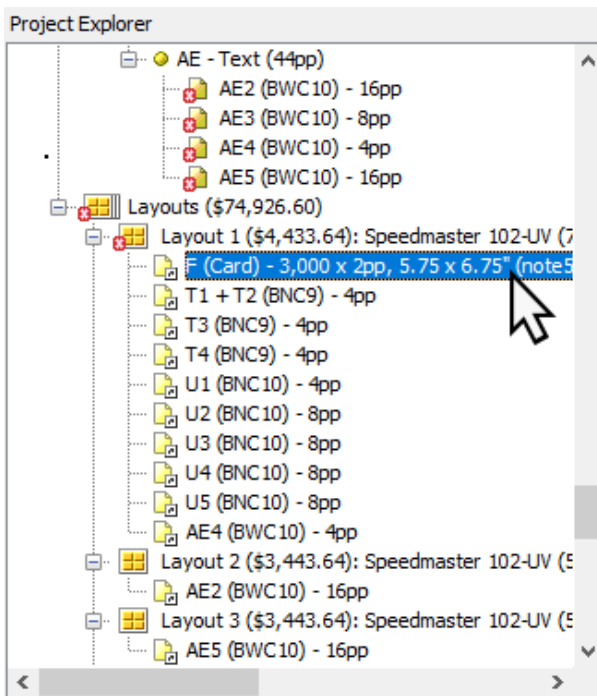 Project Explorer
AE - Text (44pp)
AE2 (BWC10) - 16pp
AE3 (BWC10) - 8pp
AE4 (BWC10) - 4pp
AE5 (BWC10) - 16pp
Layouts ($74,926.60)
Layout 1 ($4,433.64): Speedmaster 102-UV (7
F (Card) - 3,000 x 2pp, 5.75 x 6.75" (note5
T1 + T2 (BNC9) - 4pp
T3 (BNC9) - 4pp
T4 (BNC9) - 4pp
U1 (BNC10) - 4pp
U2 (BNC10) - 8pp
U3 (BNC10) - 8pp
U4 (BNC10) - 8pp
U5 (BNC10) - 8pp
AE4 (BWC10) - 4pp
Layout 2 ($3,443.64): Speedmaster 102-UV (5
AE2 (BWC10) - 16pp
Layout 3 ($3,443.64): Speedmaster 102-UV (5
AE5 (BWC10) - 16pp